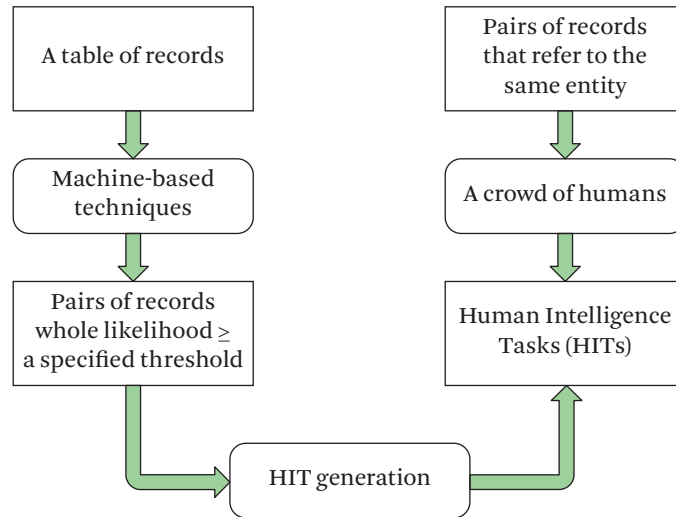 A table of records
Machine-based
techniques
Pairs of records
whole likelihood ≥
a specified threshold
HIT generation
Pairs of records
that refer to the
same entity
A crowd of humans
Human Intelligence
Tasks (HITs)